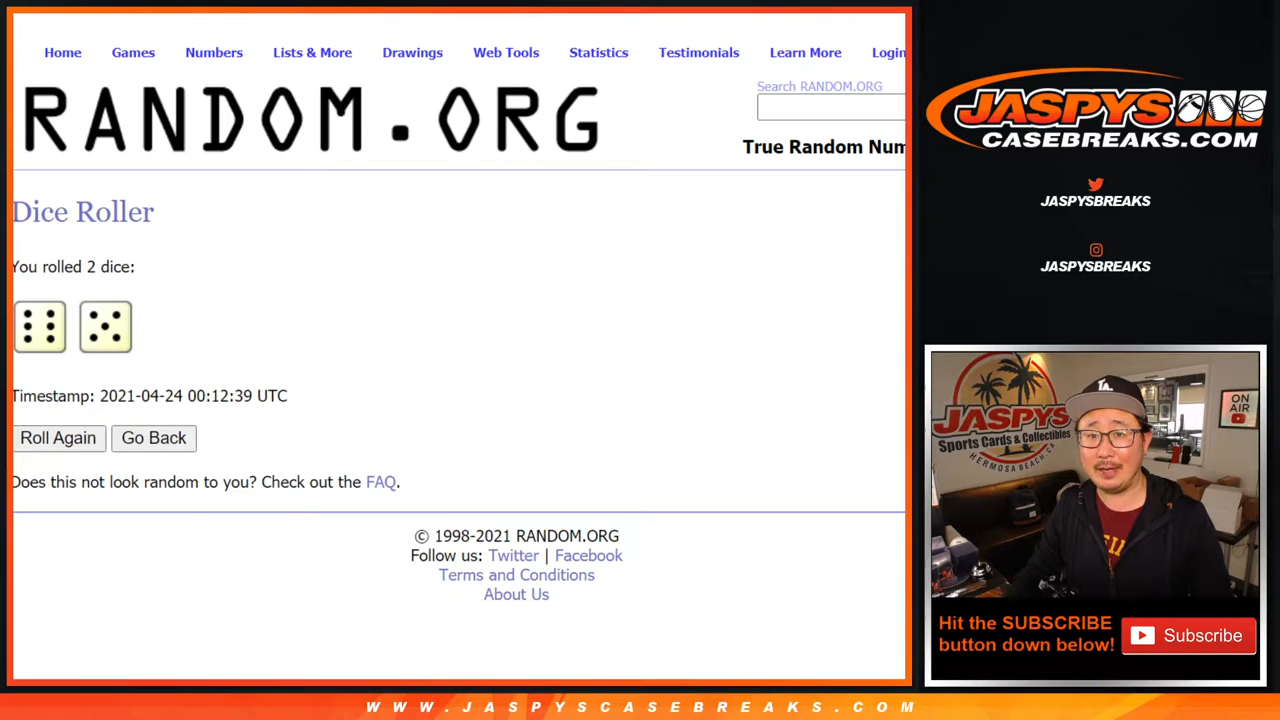 Home Games Numbers Lists & More Drawings Web Tools Statistics Testimonials Learn More Login
RANDOM.ORG
Search RANDOM.ORG
True Random Num
Dice Roller
You rolled 2 dice:
Timestamp: 2021-04-24 00:12:39 UTC
Roll Again Go Back
Does this not look random to you? Check out the FAQ.
© 1998-2021 RANDOM.ORG
Follow us: Twitter | Facebook
Terms and Conditions
About Us
JASPYS
CASEBREAKS.COM
JASPYSBREAKS
JASPYSBREAKS
JASPYS
Sports Cards & Collectibles
HERMOSA BEACH, CA
LA
ON
AIR
Hit the SUBSCRIBE
button down below!
Subscribe
WWW.JASPYSCASEBREAKS.COM